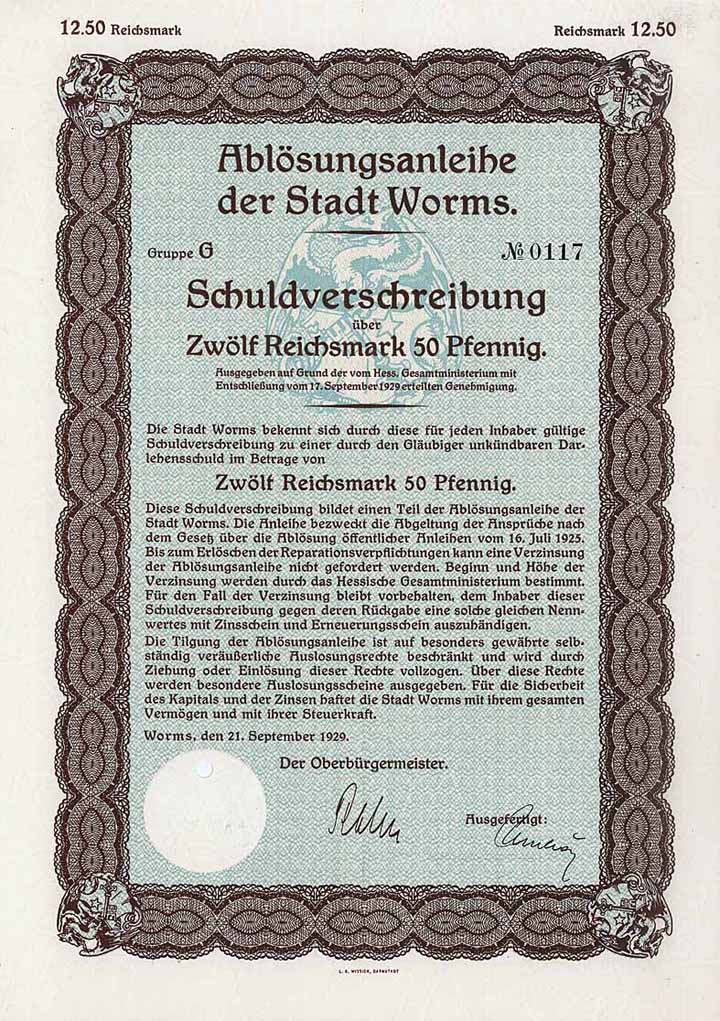 12.50 Reichsmark
Reichsmark 12.50
Ablösungsanleihe
der Stadt Worms.
Gruppe G
№ 0117
Schuldverschreibung
über
Zwölf Reichsmark 50 Pfennig.
Ausgegeben auf Grund der vom Hess. Gesamtministerium mit
Entschließung vom 17. September 1929 erteilten Genehmigung.
Die Stadt Worms bekennt sich durch diese für jeden Inhaber gültige
Schuldverschreibung zu einer durch den Gläubiger unkündbaren Dar-
lehensschuld im Betrage von
Zwölf Reichsmark 50 Pfennig.
Diese Schuldverschreibung bildet einen Teil der Ablösungsanleihe der
Stadt Worms. Die Anleihe bezweckt die Abgeltung der Ansprüche nach
dem Gesetz über die Ablösung öffentlicher Anleihen vom 16. Juli 1925.
Bis zum Erlöschen der Reparationsverpflichtungen kann eine Verzinsung
der Ablösungsanleihe nicht gefordert werden. Beginn und Höhe der
Verzinsung werden durch das Hessische Gesamtministerium bestimmt.
Für den Fall der Verzinsung bleibt vorbehalten, dem Inhaber dieser
Schuldverschreibung gegen deren Rückgabe eine solche gleichen Nenn-
wertes mit Zinsschein und Erneuerungsschein auszuhändigen.
Die Tilgung der Ablösungsanleihe ist auf besonders gewährte selb-
ständig veräußerliche Auslosungsrechte beschränkt und wird durch
Ziehung oder Einlösung dieser Rechte vollzogen. Über diese Rechte
werden besondere Auslosungsscheine ausgegeben. Für die Sicherheit
des Kapitals und der Zinsen haftet die Stadt Worms mit ihrem gesamten
Vermögen und mit ihrer Steuerkraft.
Worms, den 21. September 1929.
Der Oberbürgermeister.
Ausgefertigt:
L. C. WITTICH, DARMSTADT